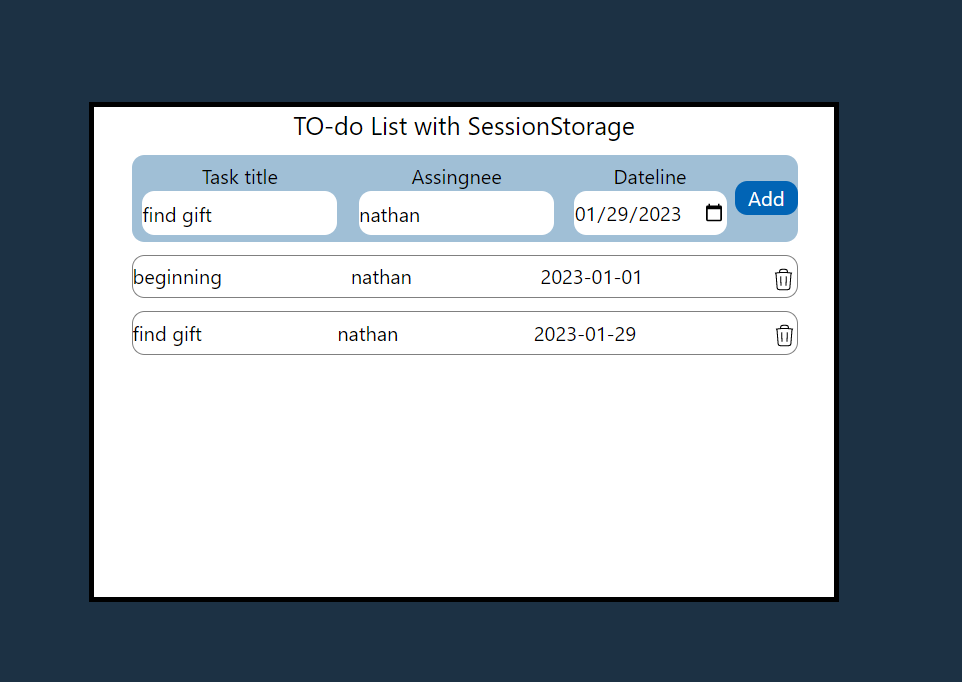 TO-do List with SessionStorage
Task title Assingnee Dateline
find gift nathan 01/29/2023 Add
beginning nathan 2023-01-01
find gift nathan 2023-01-29